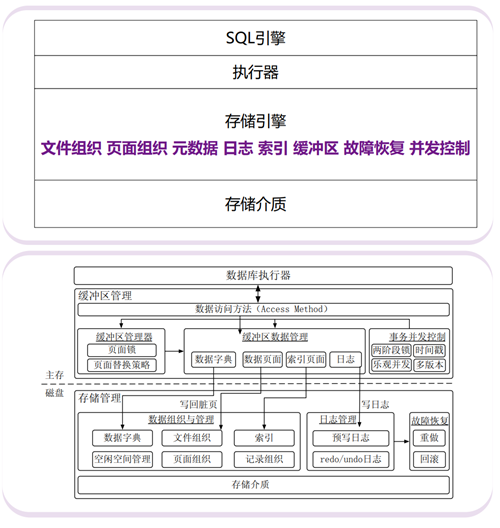 SQL引擎
执行器
存储引擎
文件组织 页面组织 元数据 日志 索引 缓冲区 故障恢复 并发控制
存储介质
数据库执行器
缓冲区管理
数据访问方法（Access Method）
缓冲区管理器
页面锁
页面替换策略
缓冲区数据管理
数据字典
数据页面
索引页面
日志
事务并发控制
两阶段锁
时间戳
乐观并发
多版本
主存
磁盘
写回脏页
写日志
存储管理
数据组织与管理
数据字典
文件组织
索引
空闲空间管理
页面组织
记录组织
日志管理
预写日志
redo/undo日志
故障恢复
重做
回滚
存储介质